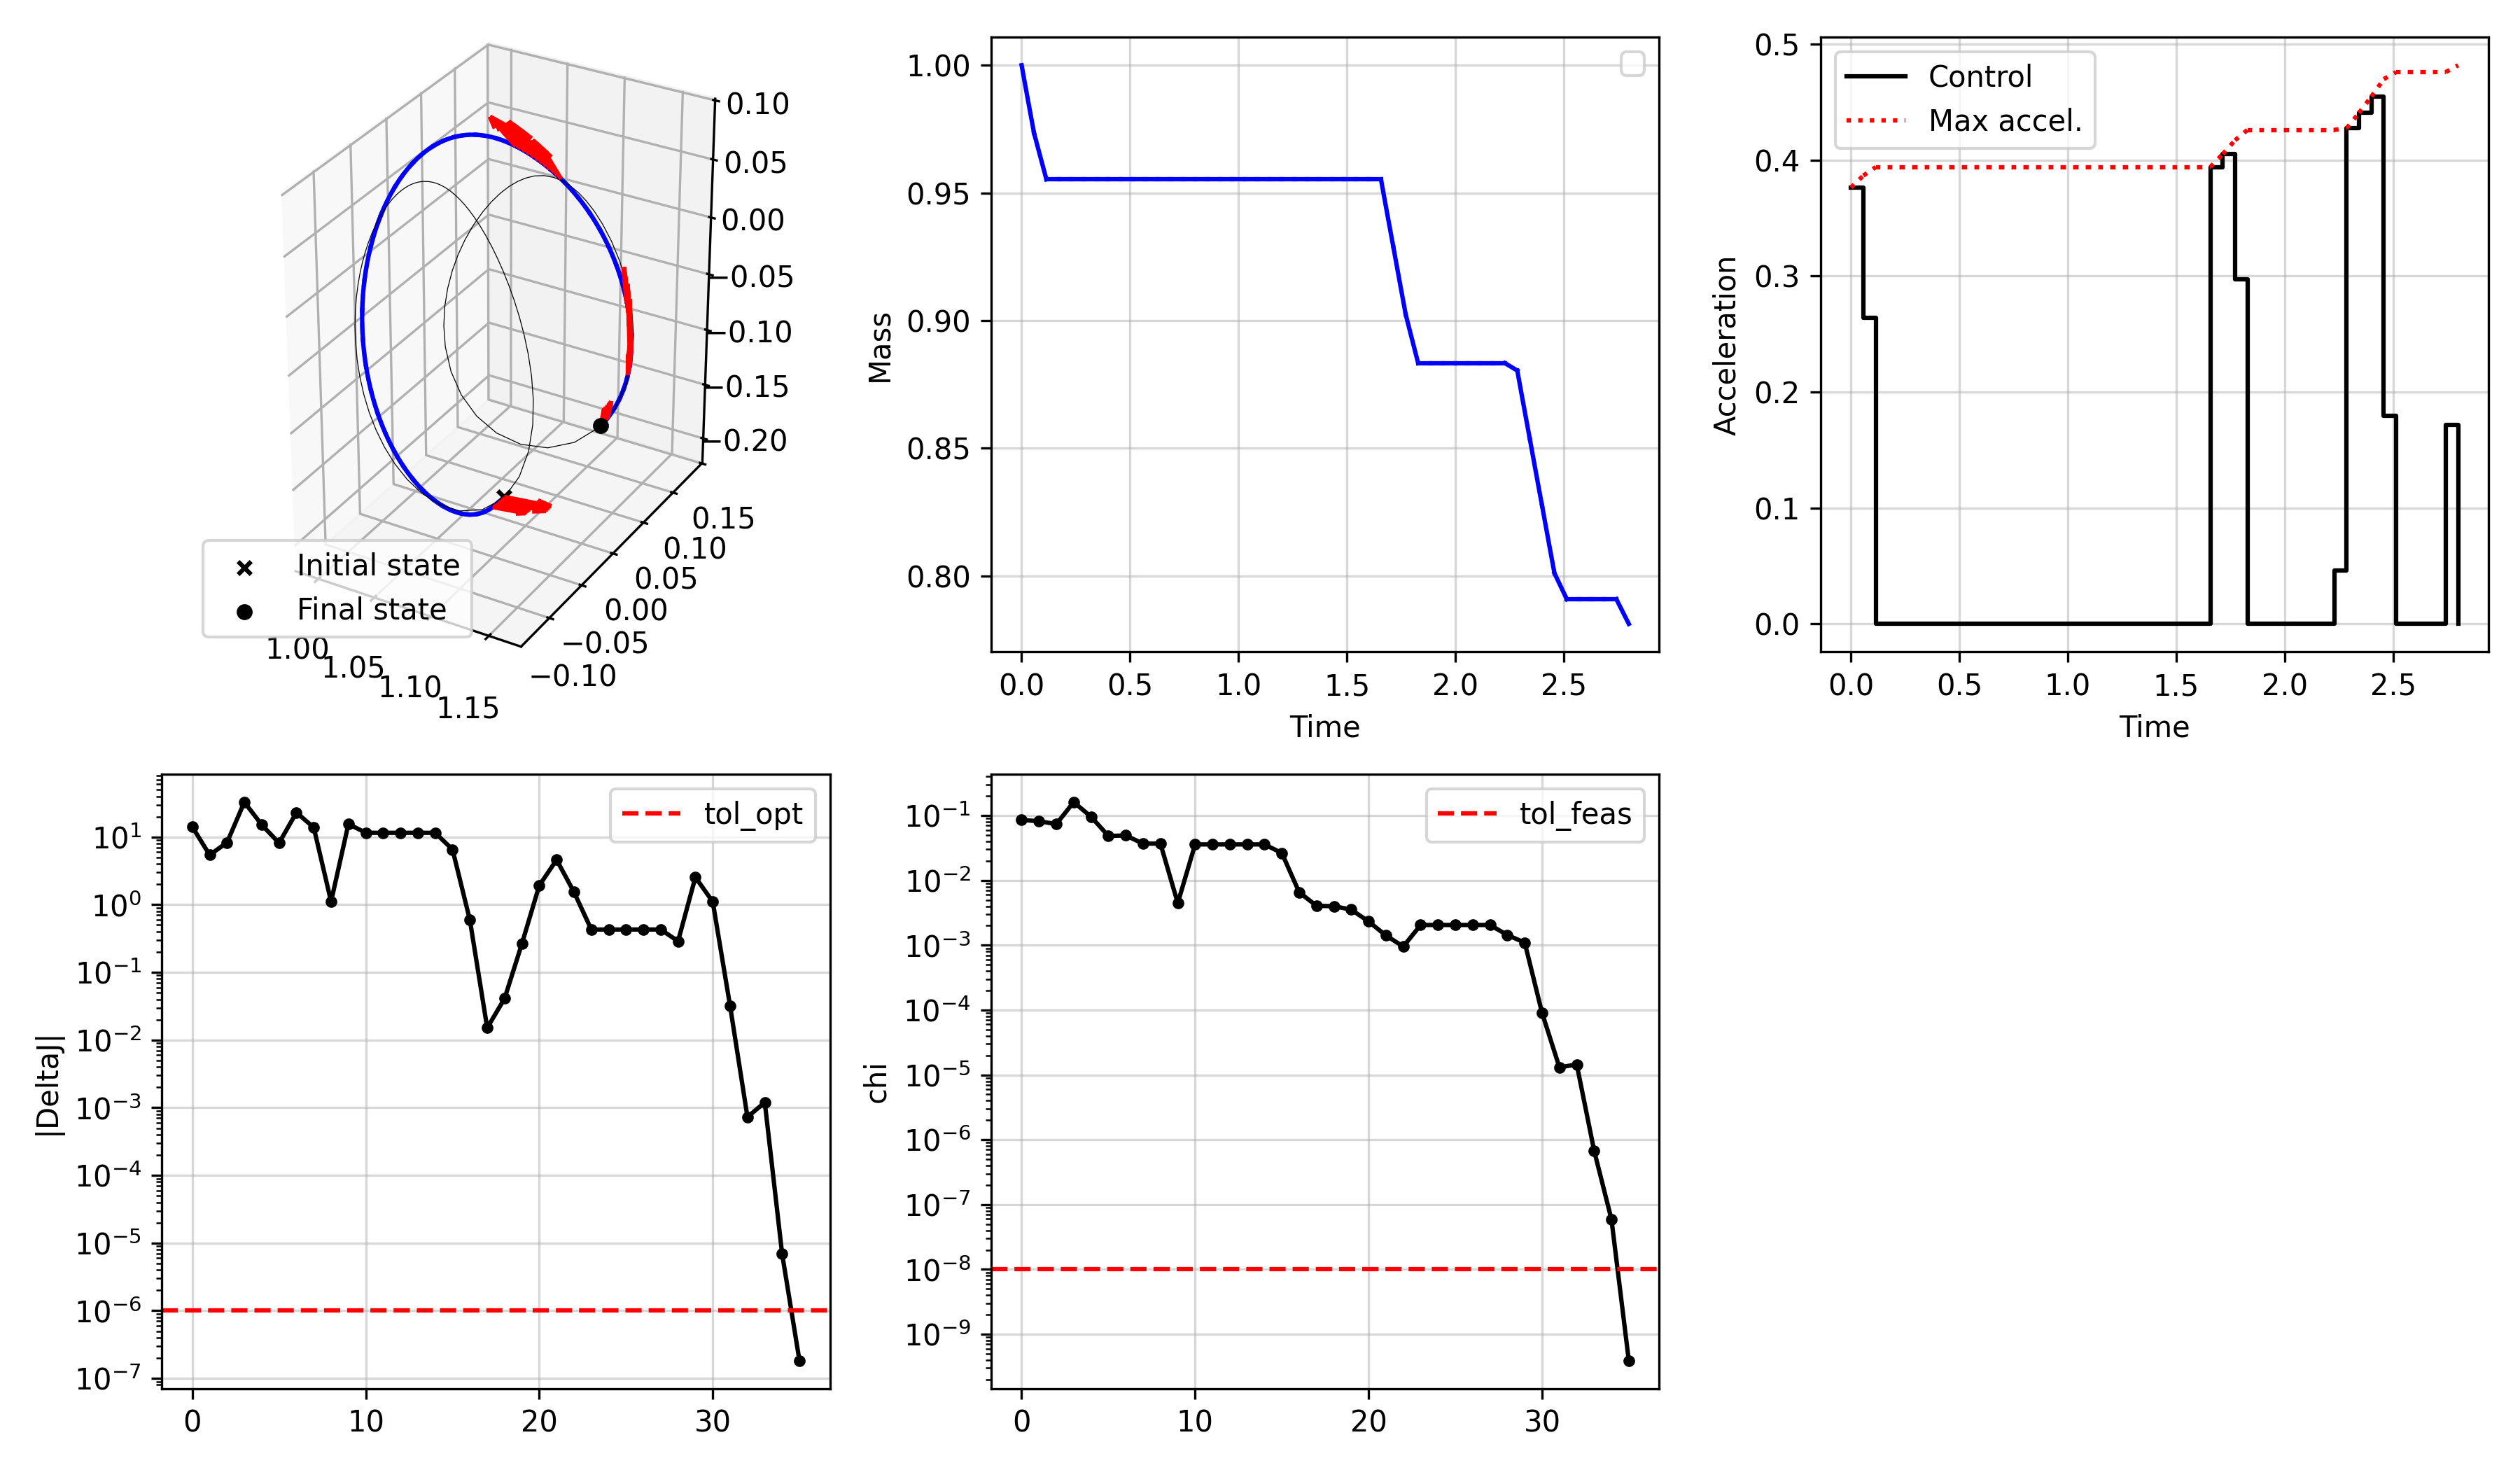 0.10
0.05
0.00
−0.05
−0.10
−0.15
−0.20
0.15
0.10
0.05
0.00
−0.05
−0.10
1.00
1.05
1.10
1.15
Initial state
Final state
Mass
1.00
0.95
0.90
0.85
0.80
0.0 0.5 1.0 1.5 2.0 2.5
Time
Acceleration
0.5
0.4
0.3
0.2
0.1
0.0
Control
Max accel.
0.0 0.5 1.0 1.5 2.0 2.5
Time
|DeltaJ|
10¹
10⁰
10⁻¹
10⁻²
10⁻³
10⁻⁴
10⁻⁵
10⁻⁶
10⁻⁷
tol_opt
0 10 20 30
chi
10⁻¹
10⁻²
10⁻³
10⁻⁴
10⁻⁵
10⁻⁶
10⁻⁷
10⁻⁸
10⁻⁹
tol_feas
0 10 20 30